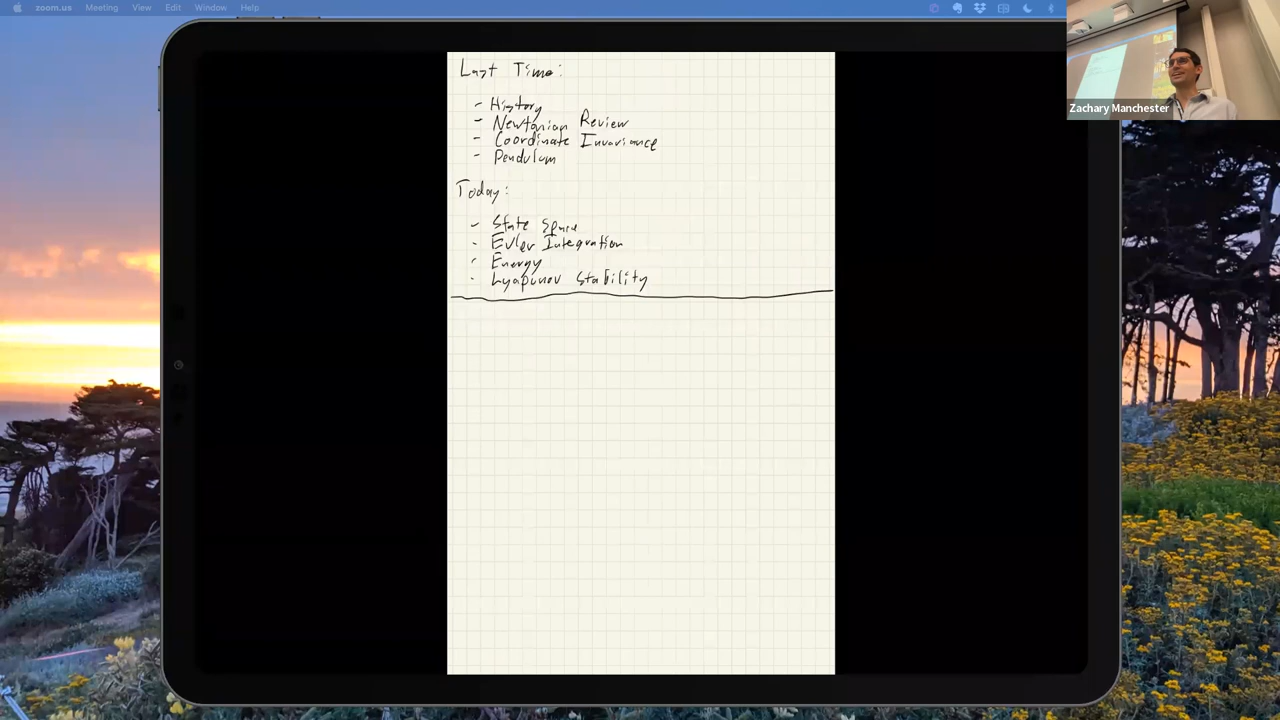 zoom.us Meeting View Edit Window Help
Zachary Manchester
Last Time:
- History
- Newtonian Review
- Coordinate Invariance
- Pendulum
Today:
- State Space
- Euler Integration
- Energy
- Lyapunov Stability